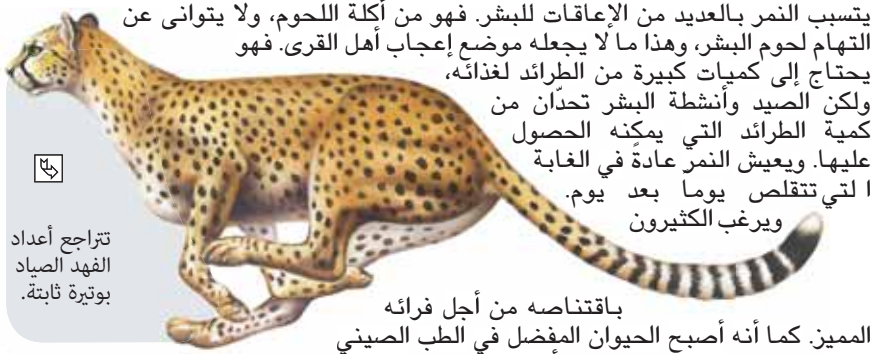 يتسبب النمر بالعديد من الإعاقات للبشر. فهو من أكلة اللحوم، ولا يتوانى عن
التهام لحوم البشر، وهذا ما لا يجعله موضع إعجاب أهل القرى. فهو
يحتاج إلى كميات كبيرة من الطرائد لغذائه،
ولكن الصيد وأنشطة البشر تحدّان من
كمية الطرائد التي يمكنه الحصول
عليها. ويعيش النمر عادةً في الغابة
ا لتي تتقلص يوماً بعد يوم.
ويرغب الكثيرون
باقتناصه من أجل فرائه
المميز. كما أنه أصبح الحيوان المفضل في الطب الصيني
تتراجع أعداد
الفهد الصياد
بوتيرة ثابتة.